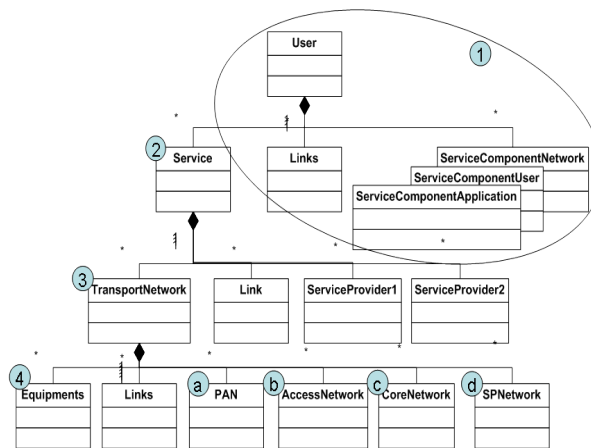 User
1
*
*
2
Service
Links
ServiceComponentNetwork
ServiceComponentUser
ServiceComponentApplication
*
*
*
*
3
TransportNetwork
Link
ServiceProvider1
ServiceProvider2
*
*
*
*
*
*
4
Equipments
Links
a
PAN
b
AccessNetwork
c
CoreNetwork
d
SPNetwork